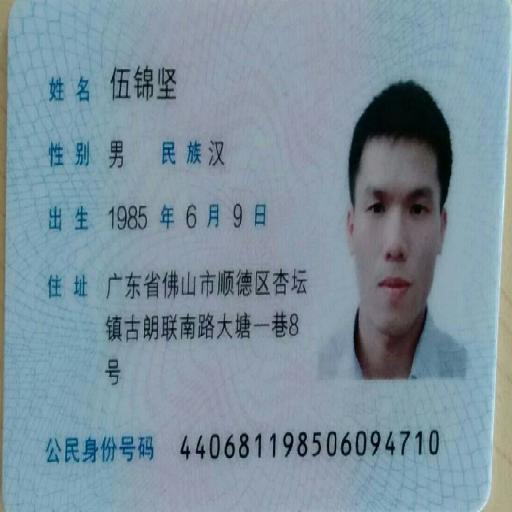 姓名 伍锦坚
性别 男 民族 汉
出生 1985 年 6 月 9 日
住址 广东省佛山市顺德区杏坛
镇古朗联南路大塘一巷8
号
公民身份号码 440681198506094710